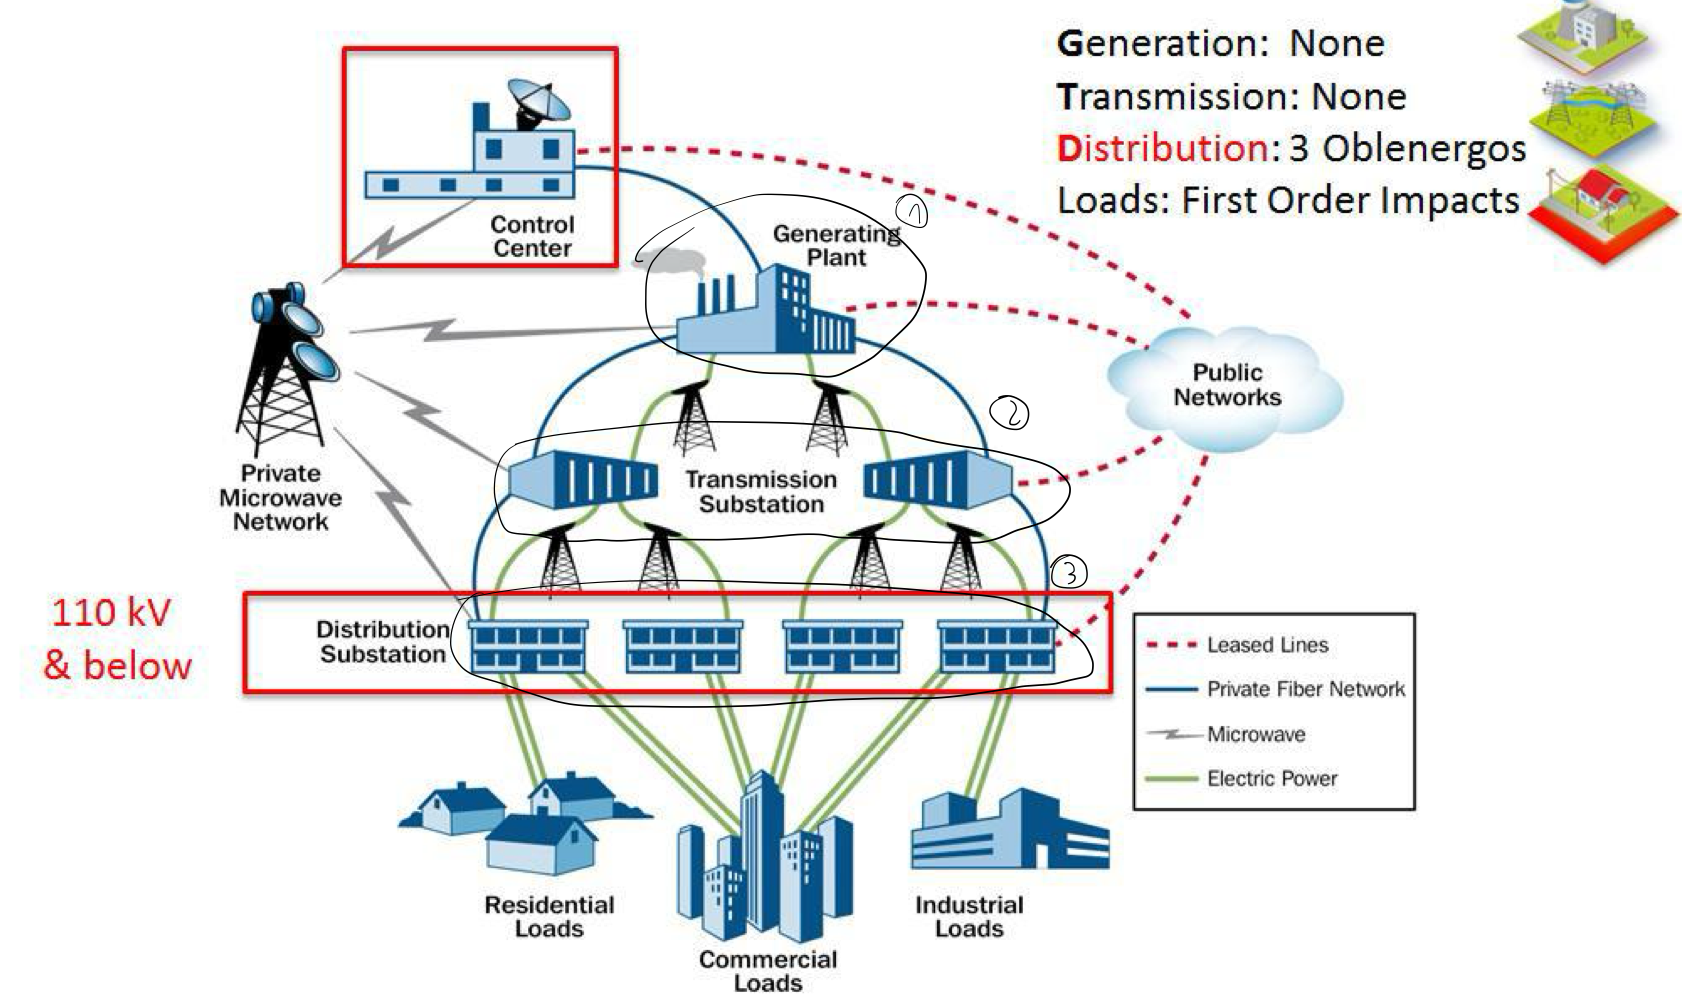 Generation: None
Transmission: None
Distribution: 3 Oblenergos
Loads: First Order Impacts
Control
Center
1
Generating
Plant
Public
Networks
2
Private
Microwave
Network
Transmission
Substation
3
110 kV
& below
Distribution
Substation
Leased Lines
Private Fiber Network
Microwave
Electric Power
Residential
Loads
Commercial
Loads
Industrial
Loads